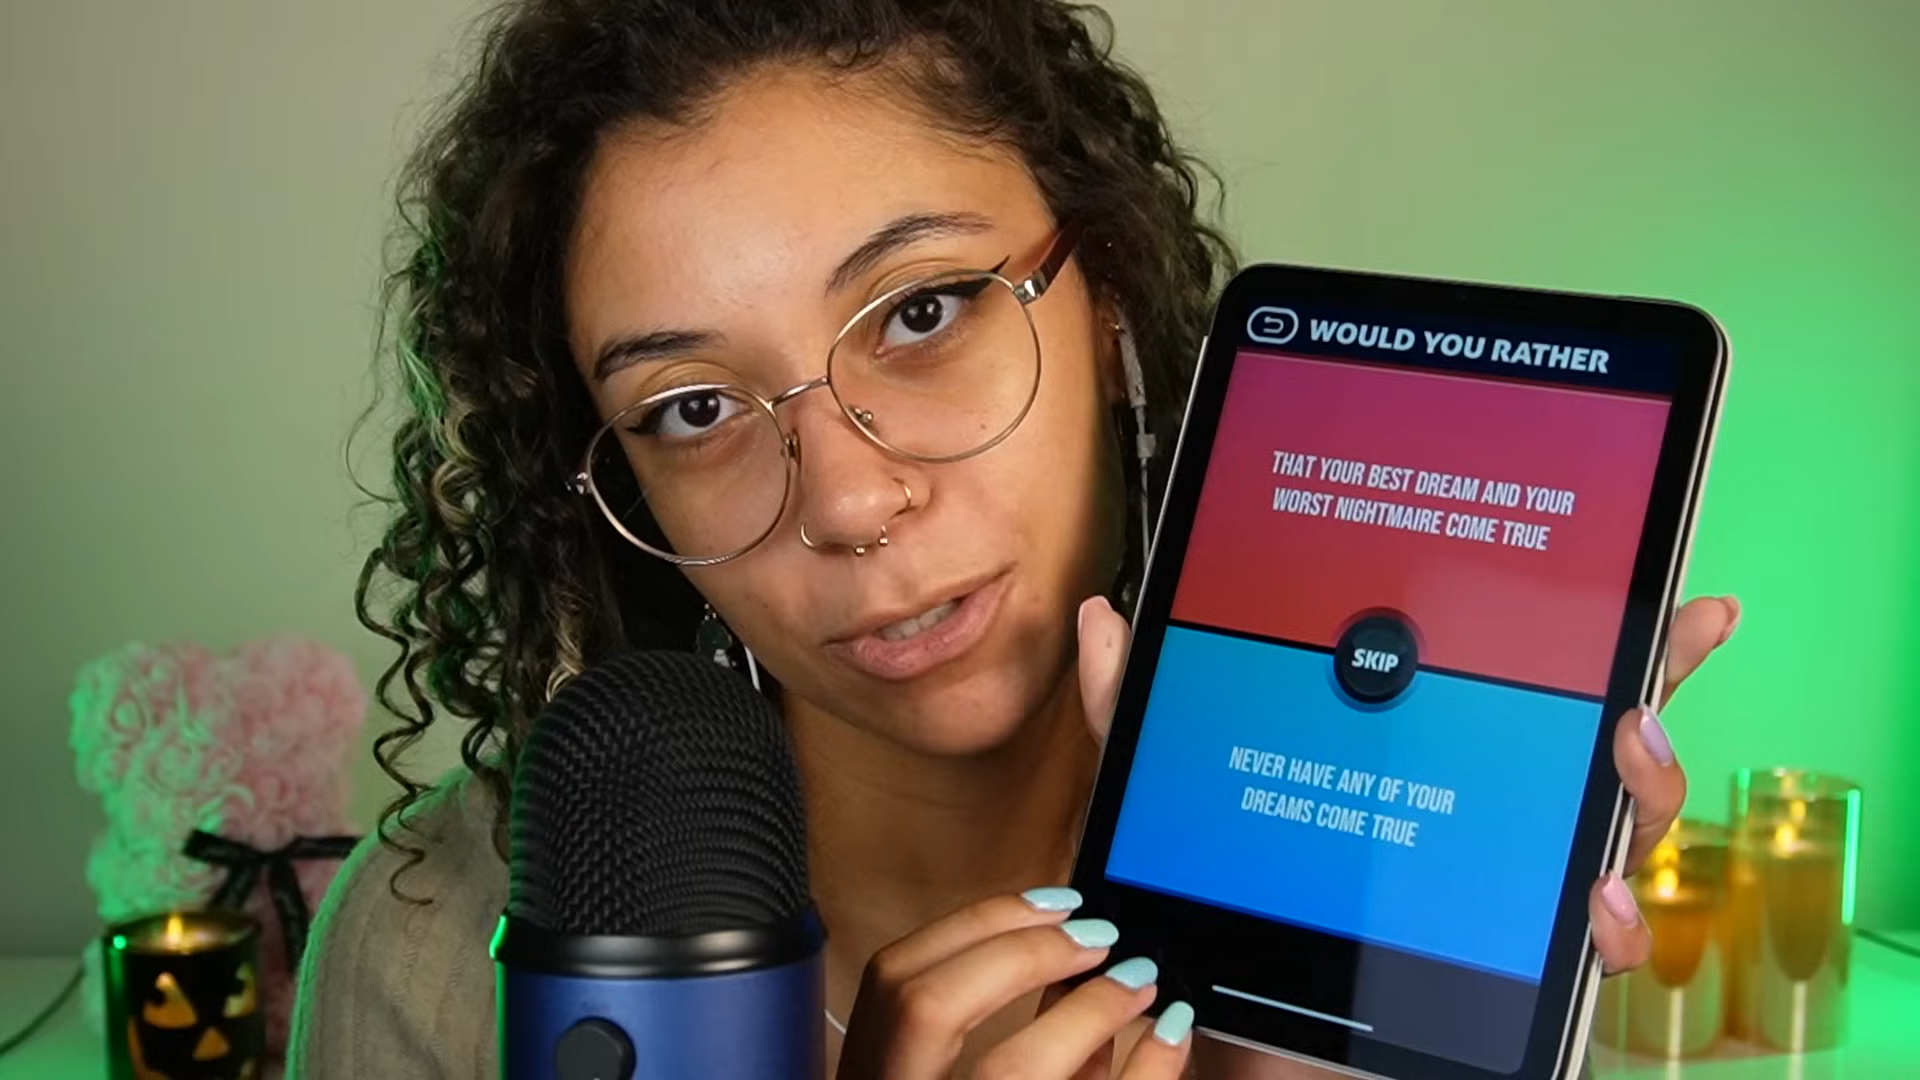 WOULD YOU RATHER
THAT YOUR BEST DREAM AND YOUR
WORST NIGHTMAIRE COME TRUE
SKIP
NEVER HAVE ANY OF YOUR
DREAMS COME TRUE